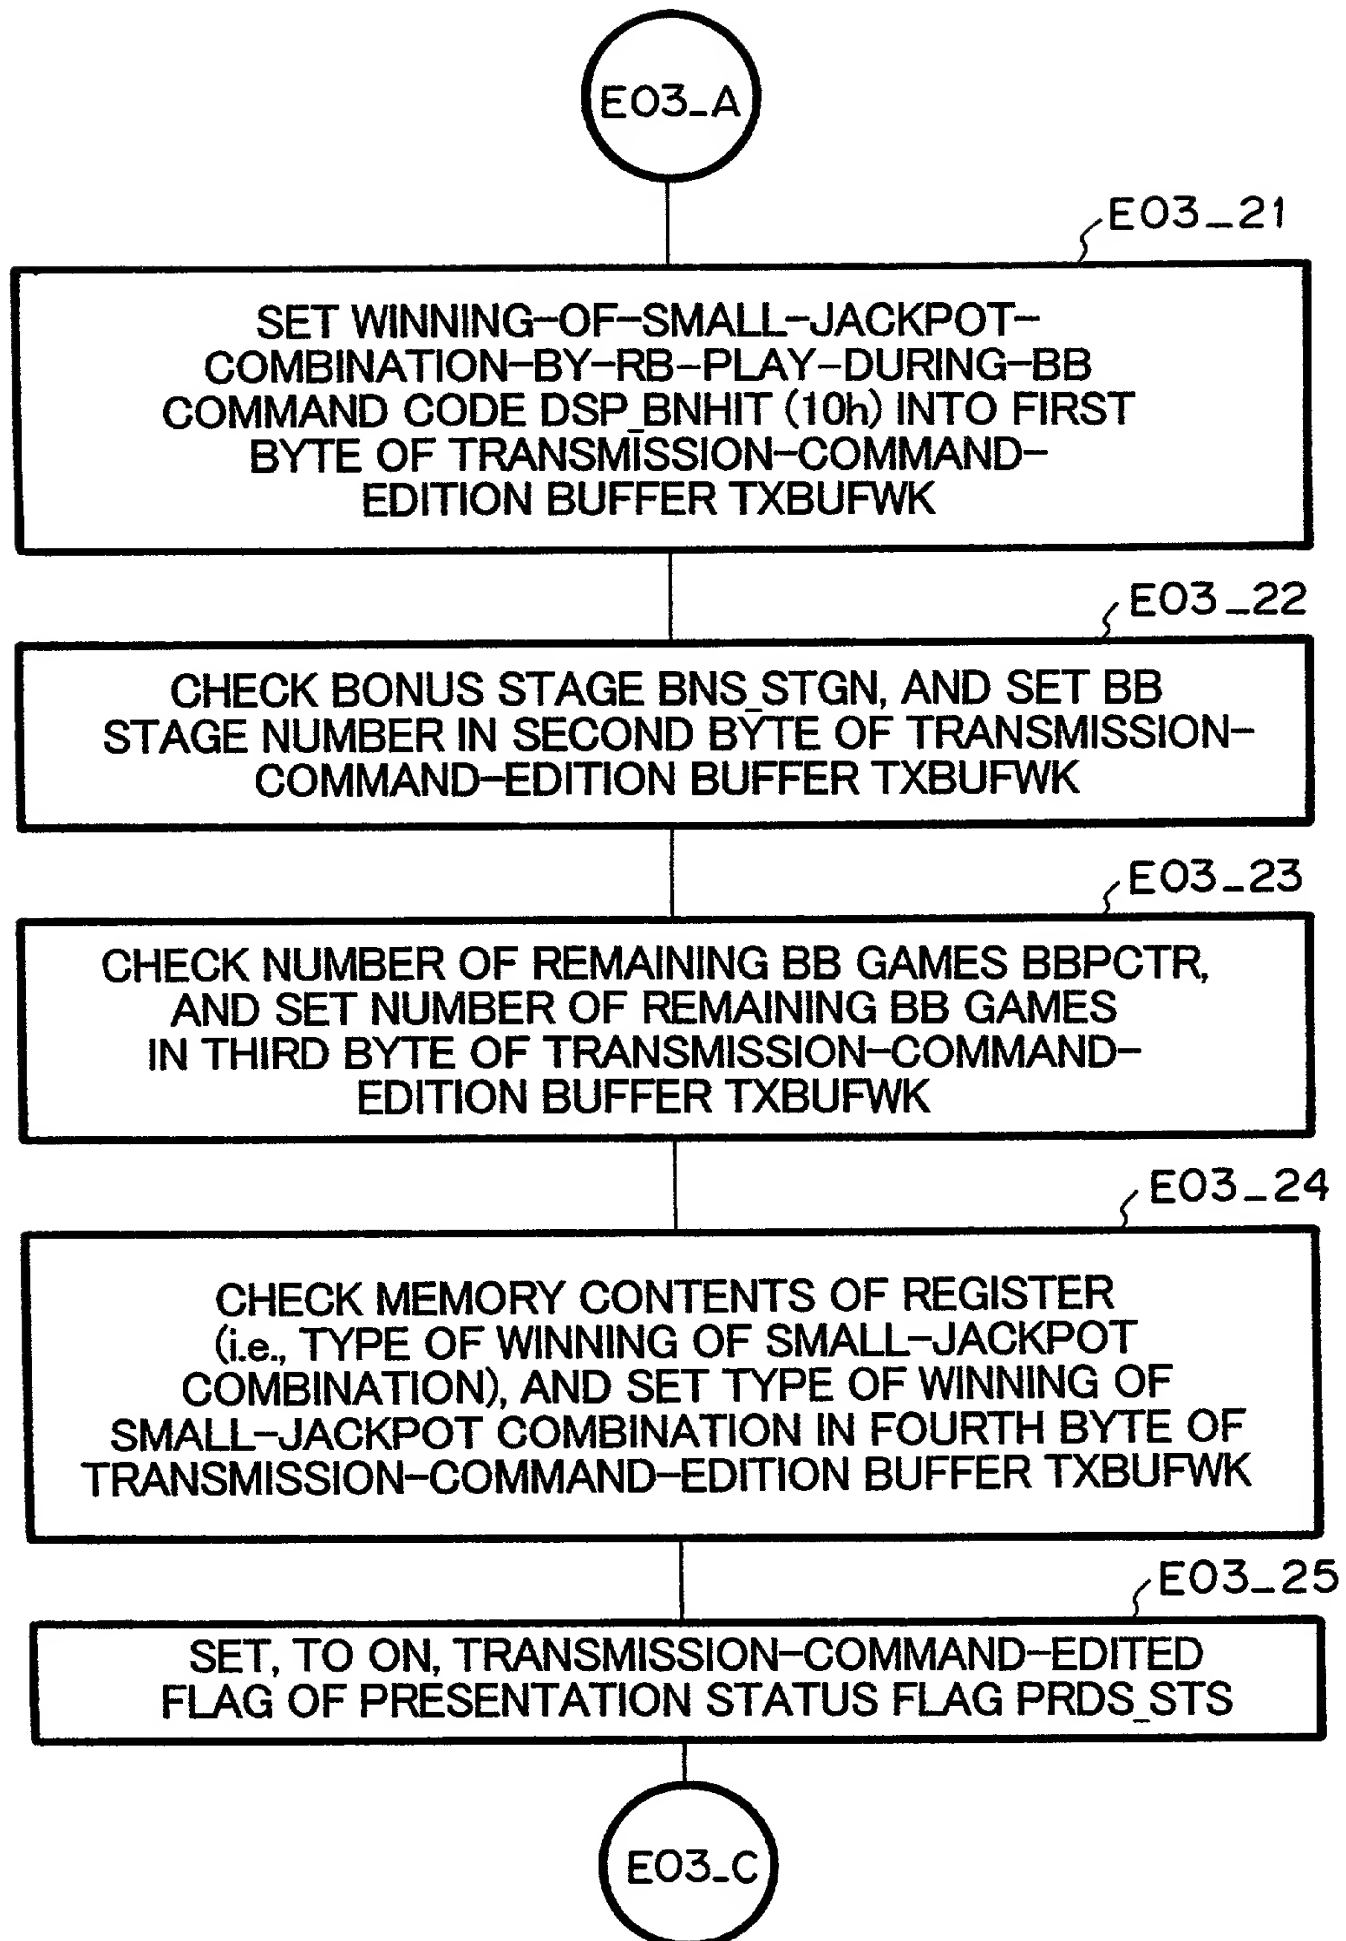 E03_A
E03_21
SET WINNING-OF-SMALL-JACKPOT-
COMBINATION-BY-RB-PLAY-DURING-BB
COMMAND CODE DSP_BNHIT (10h) INTO FIRST
BYTE OF TRANSMISSION-COMMAND-
EDITION BUFFER TXBUFWK
E03_22
CHECK BONUS STAGE BNS_STGN, AND SET BB
STAGE NUMBER IN SECOND BYTE OF TRANSMISSION-
COMMAND-EDITION BUFFER TXBUFWK
E03_23
CHECK NUMBER OF REMAINING BB GAMES BBPCTR,
AND SET NUMBER OF REMAINING BB GAMES
IN THIRD BYTE OF TRANSMISSION-COMMAND-
EDITION BUFFER TXBUFWK
E03_24
CHECK MEMORY CONTENTS OF REGISTER
(i.e., TYPE OF WINNING OF SMALL-JACKPOT
COMBINATION), AND SET TYPE OF WINNING OF
SMALL-JACKPOT COMBINATION IN FOURTH BYTE OF
TRANSMISSION-COMMAND-EDITION BUFFER TXBUFWK
E03_25
SET, TO ON, TRANSMISSION-COMMAND-EDITED
FLAG OF PRESENTATION STATUS FLAG PRDS_STS
E03_C